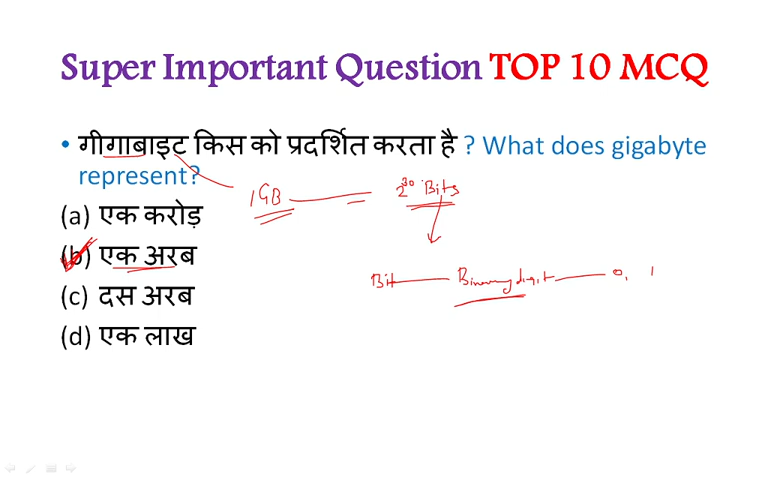 Super Important Question TOP 10 MCQ
• गीगाबाइट किस को प्रदर्शित करता है ? What does gigabyte
represent?
1GB 2³⁰ Bits
(a) एक करोड़
(b) एक अरब
Bit Binary digit 0, 1
(c) दस अरब
(d) एक लाख